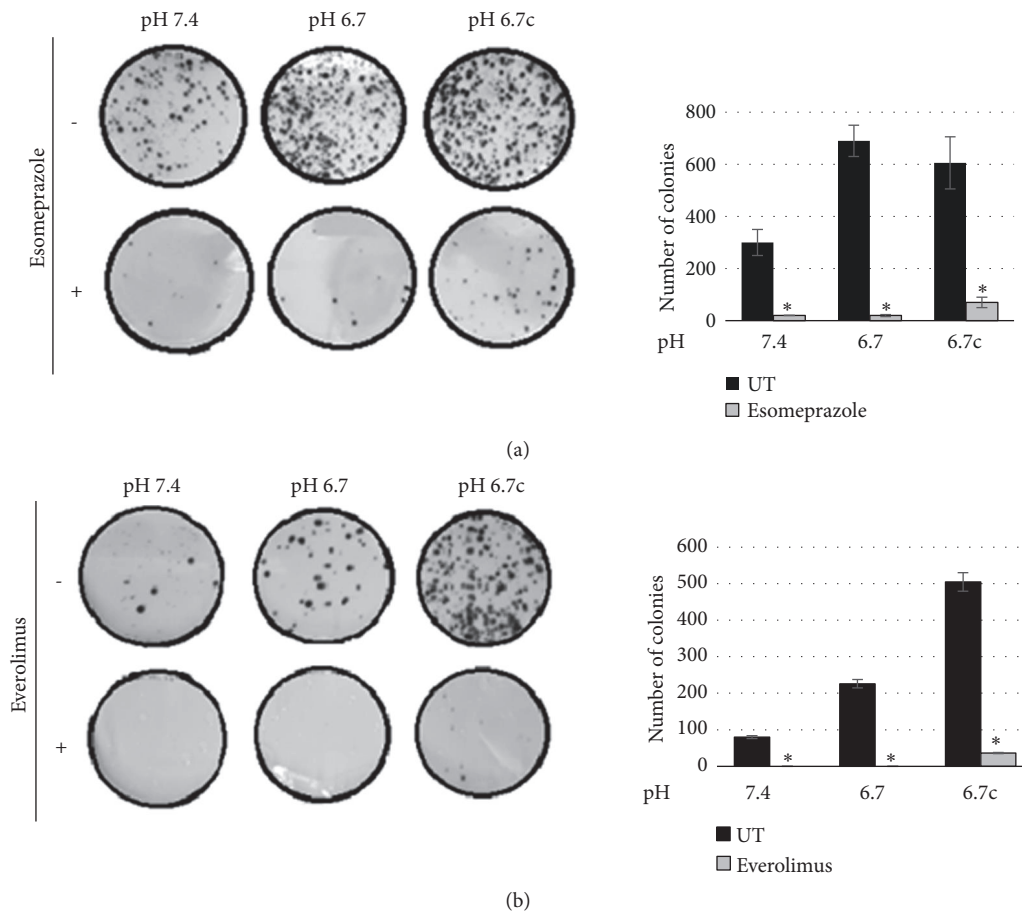 pH 7.4 pH 6.7 pH 6.7c
Esomeprazole
-
+
Number of colonies
800
600
400
200
0
* * *
pH 7.4 6.7 6.7c
UT
Esomeprazole
(a)
pH 7.4 pH 6.7 pH 6.7c
Everolimus
-
+
Number of colonies
600
500
400
300
200
100
0
* * *
pH 7.4 6.7 6.7c
UT
Everolimus
(b)